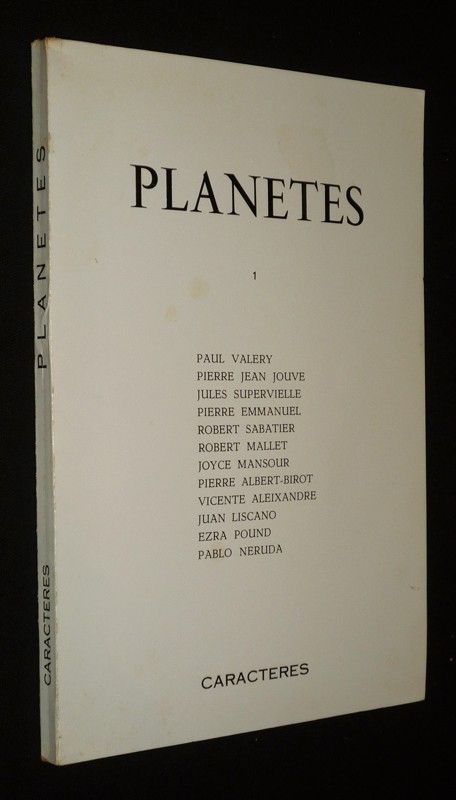 PLANETES
1
PAUL VALERY
PIERRE JEAN JOUVE
JULES SUPERVIELLE
PIERRE EMMANUEL
ROBERT SABATIER
ROBERT MALLET
JOYCE MANSOUR
PIERRE ALBERT-BIROT
VICENTE ALEIXANDRE
JUAN LISCANO
EZRA POUND
PABLO NERUDA
CARACTERES
PLANETES
CARACTERES